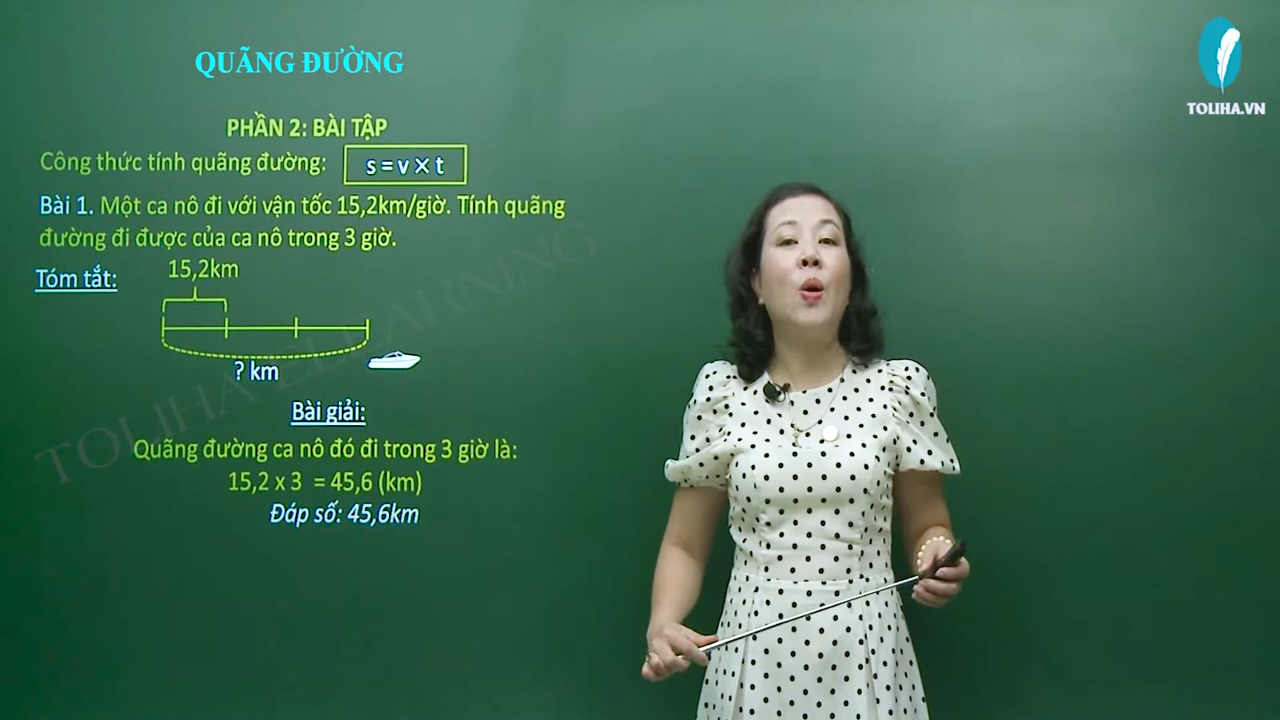 QUÃNG ĐƯỜNG
TOLIHA.VN
PHẦN 2: BÀI TẬP
Công thức tính quãng đường: s = v × t
Bài 1. Một ca nô đi với vận tốc 15,2km/giờ. Tính quãng
đường đi được của ca nô trong 3 giờ.
Tóm tắt:
15,2km
? km
Bài giải:
Quãng đường ca nô đó đi trong 3 giờ là:
15,2 x 3 = 45,6 (km)
Đáp số: 45,6km
TOLIHA ELEARNING